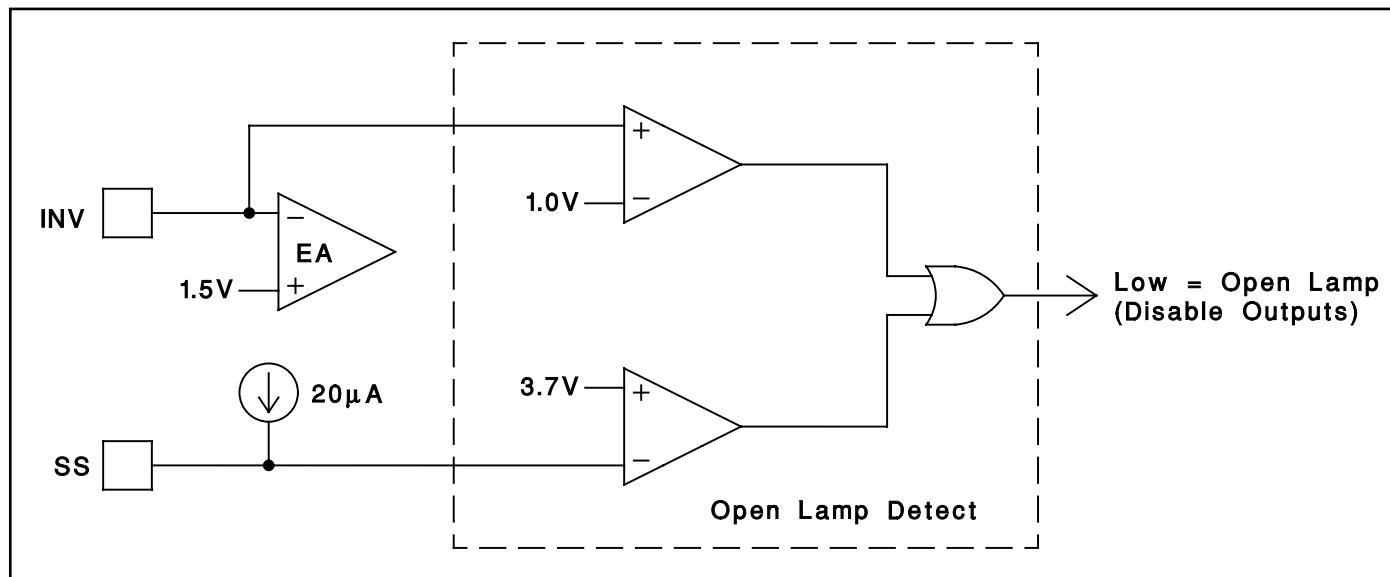 INV
+
−
1.0V
−
EA
+
1.5V
Low = Open Lamp
(Disable Outputs)
20µA
3.7V
+
−
SS
Open Lamp Detect